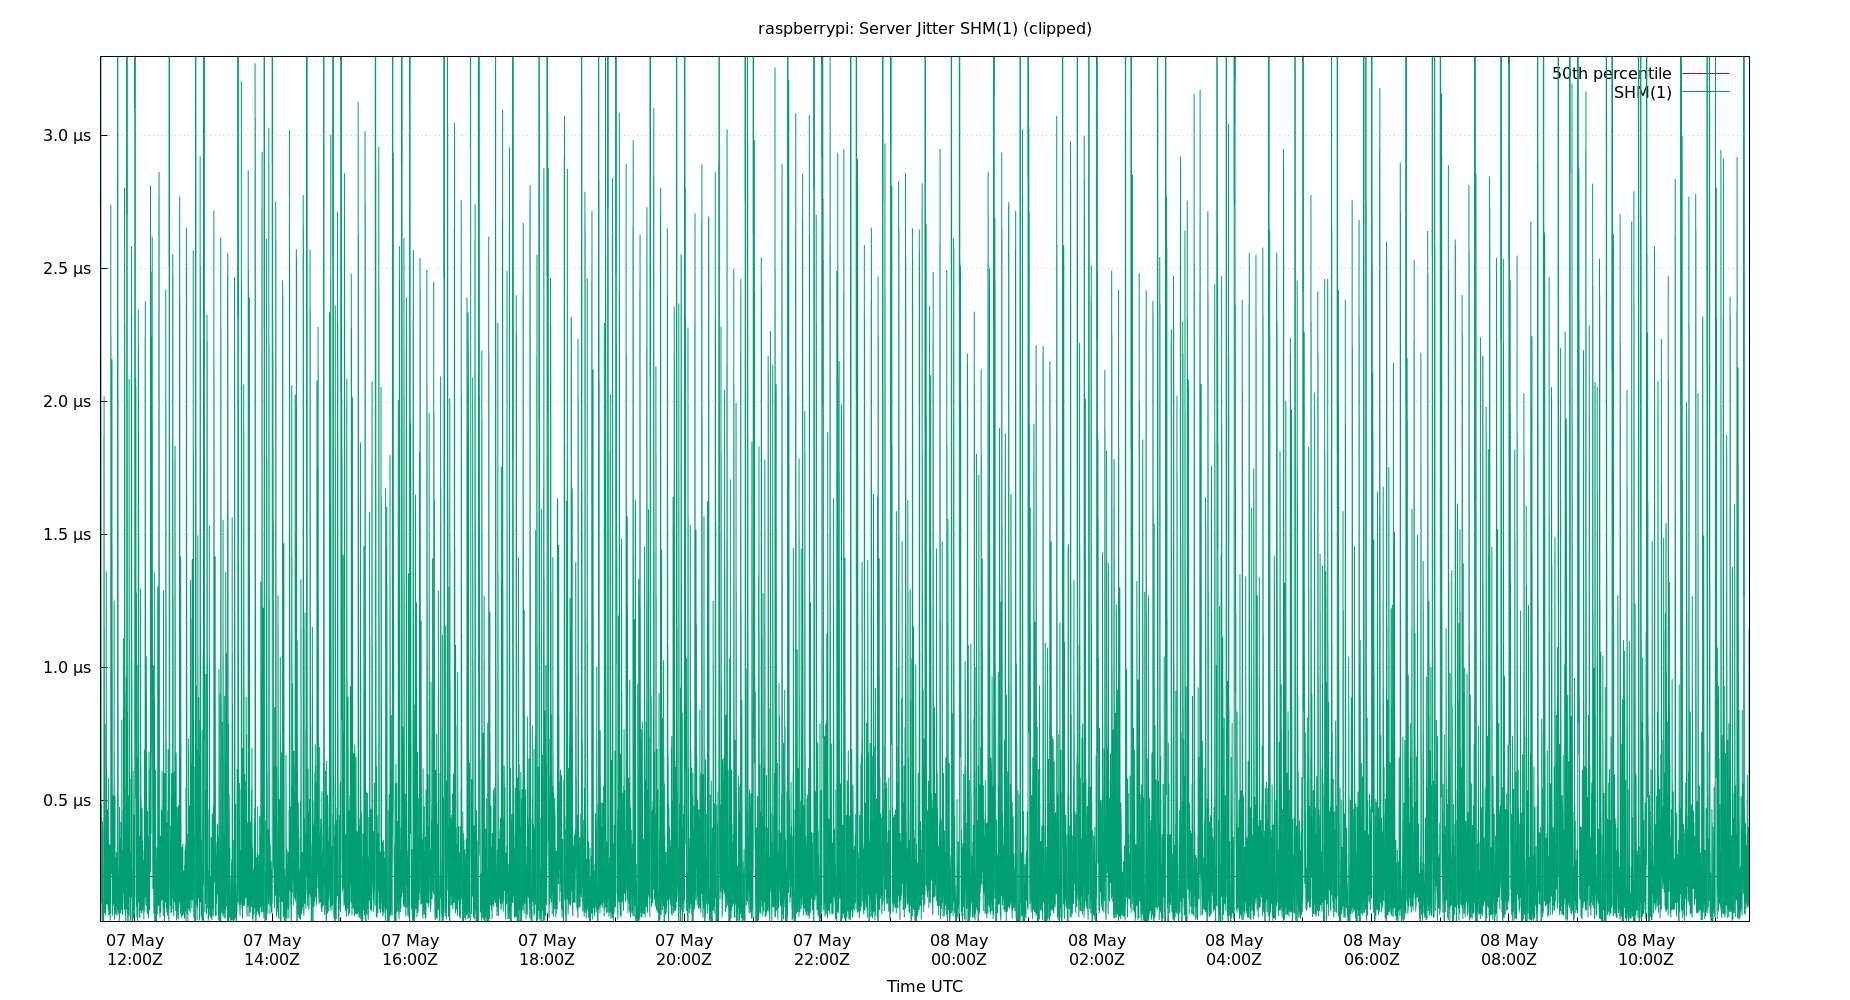 raspberrypi: Server Jitter SHM(1) (clipped)
50th percentile
SHM(1)
3.0 µs
2.5 µs
2.0 µs
1.5 µs
1.0 µs
0.5 µs
07 May 07 May 07 May 07 May 07 May 07 May 08 May 08 May 08 May 08 May 08 May 08 May
12:00Z 14:00Z 16:00Z 18:00Z 20:00Z 22:00Z 00:00Z 02:00Z 04:00Z 06:00Z 08:00Z 10:00Z
Time UTC